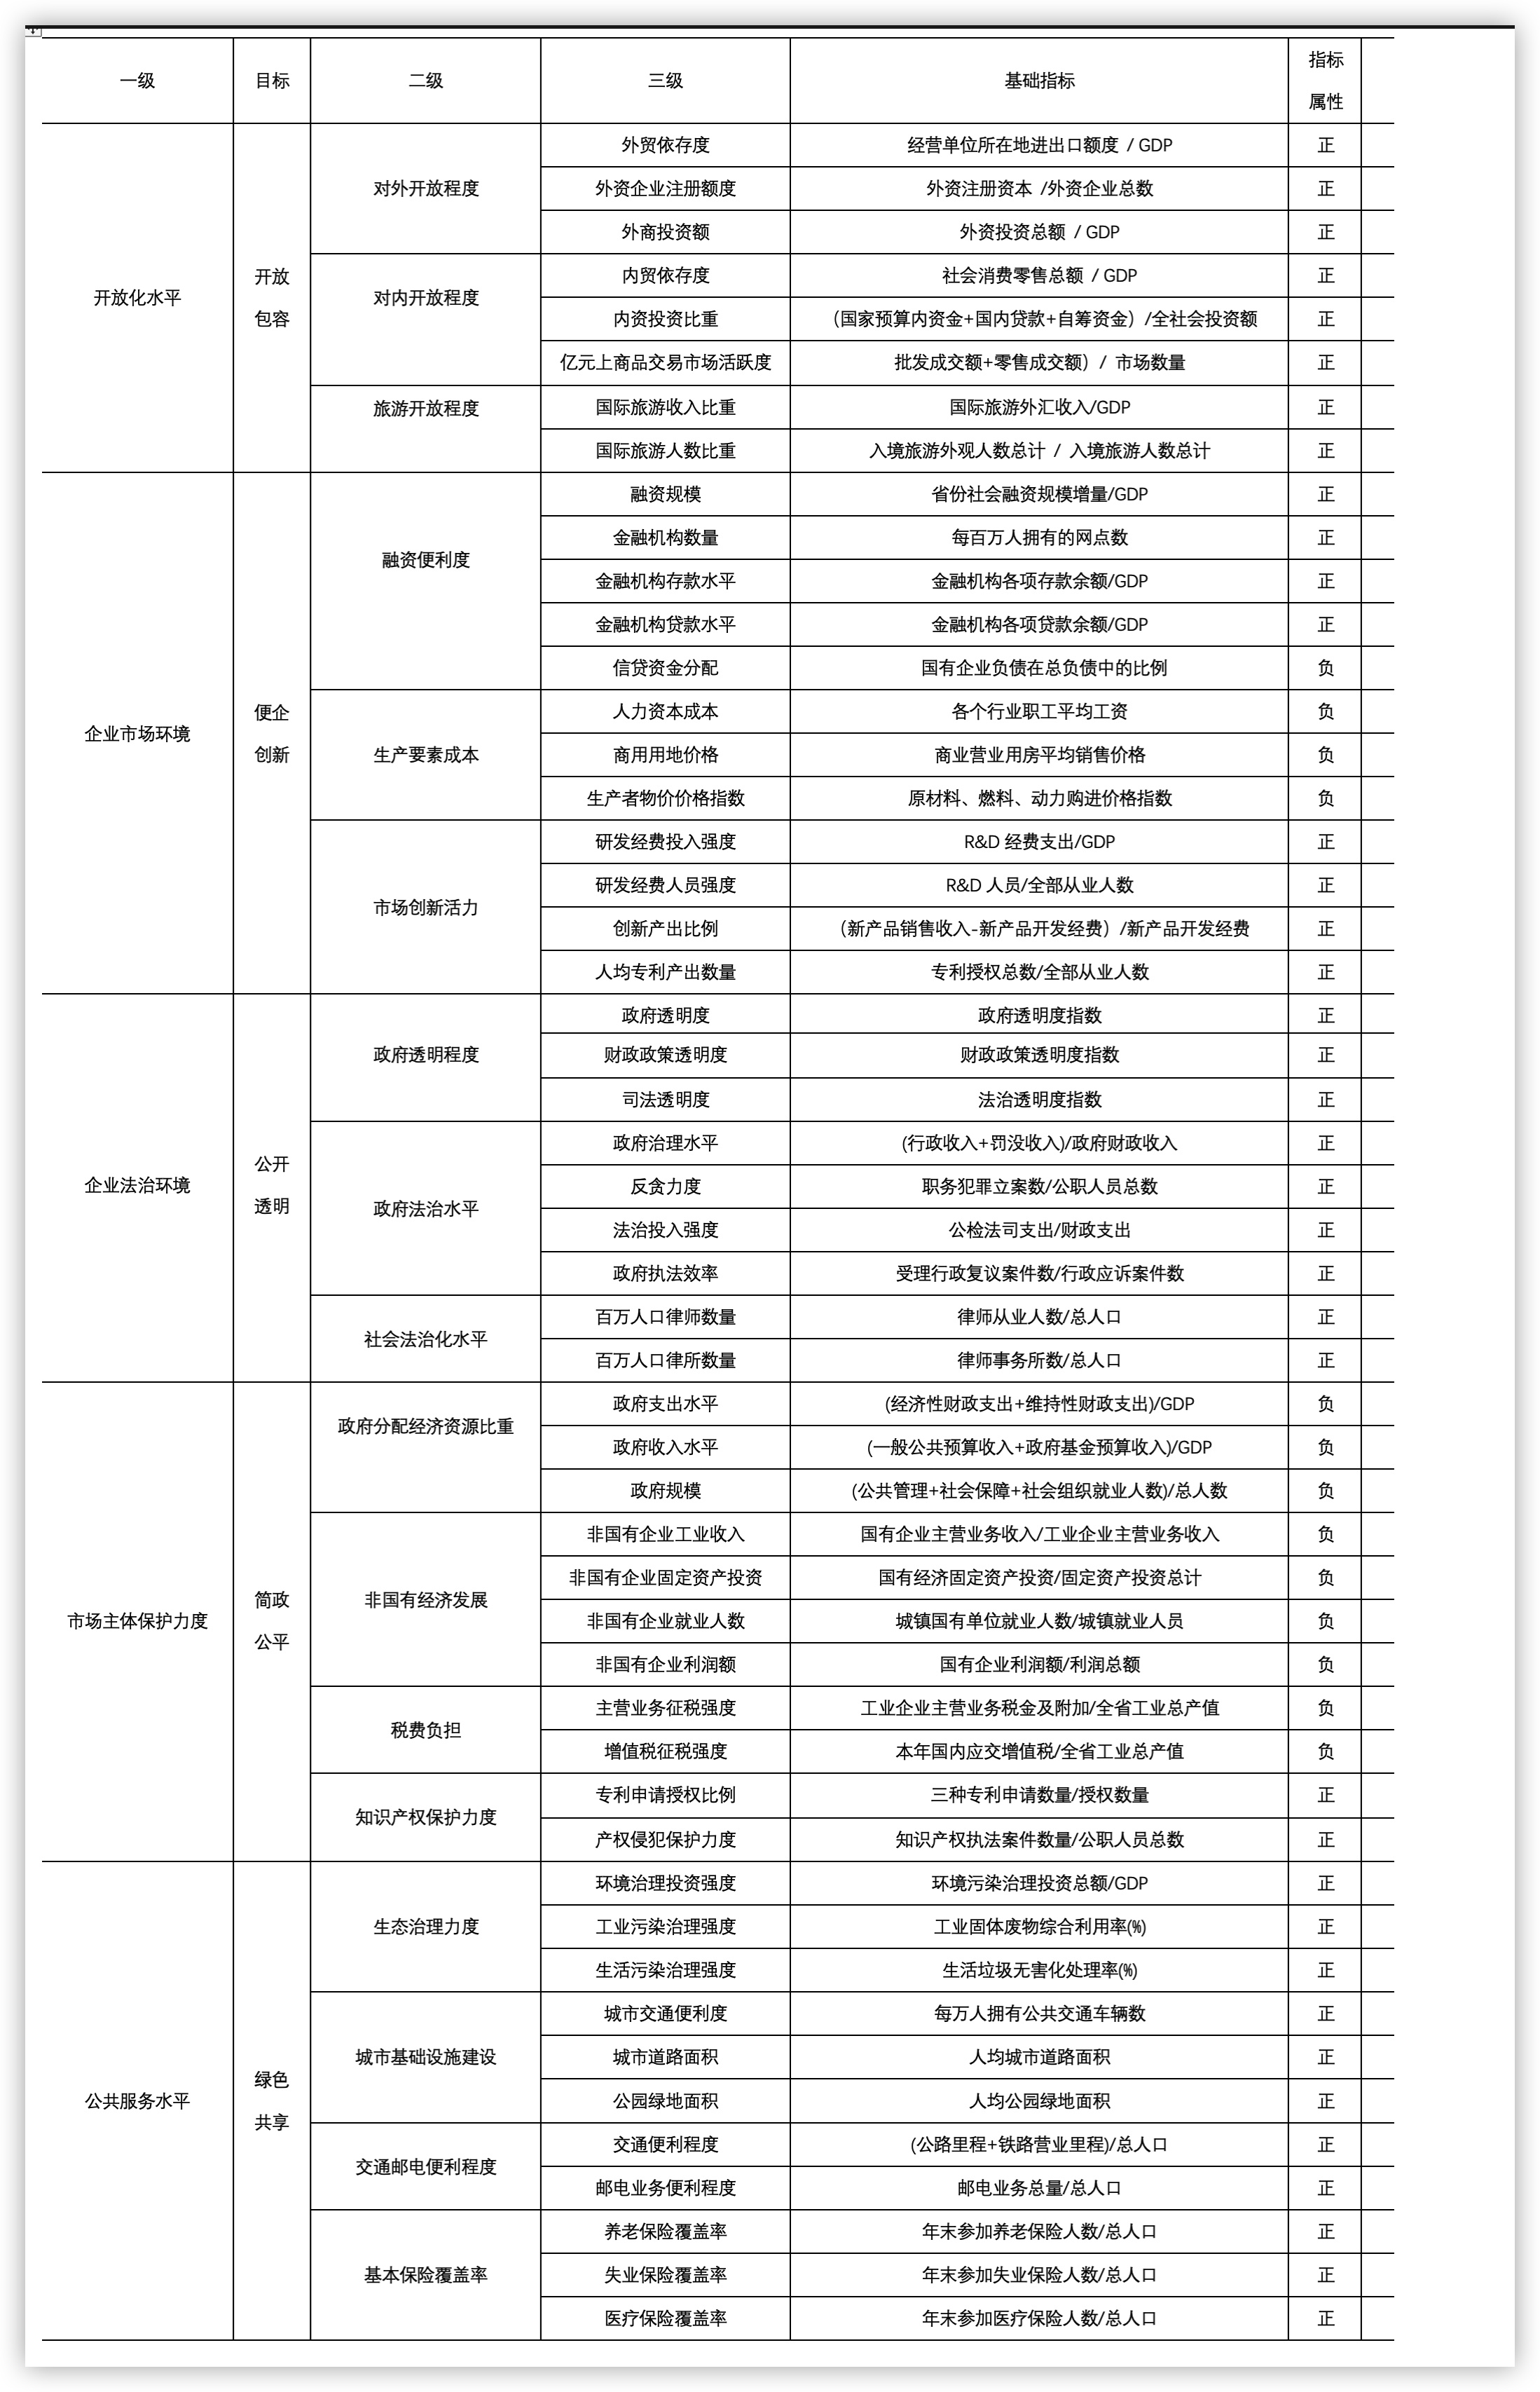 一级 目标 二级 三级 基础指标 指标
属性
外贸依存度 经营单位所在地进出口额度 / GDP 正
对外开放程度 外资企业注册额度 外资注册资本 /外资企业总数 正
外商投资额 外资投资总额 / GDP 正
开放化水平 开放
包容 对内开放程度 内贸依存度 社会消费零售总额 / GDP 正
内资投资比重 （国家预算内资金+国内贷款+自筹资金）/全社会投资额 正
亿元上商品交易市场活跃度 批发成交额+零售成交额）/ 市场数量 正
旅游开放程度 国际旅游收入比重 国际旅游外汇收入/GDP 正
国际旅游人数比重 入境旅游外观人数总计 / 入境旅游人数总计 正
融资便利度 融资规模 省份社会融资规模增量/GDP 正
金融机构数量 每百万人拥有的网点数 正
金融机构存款水平 金融机构各项存款余额/GDP 正
金融机构贷款水平 金融机构各项贷款余额/GDP 正
信贷资金分配 国有企业负债在总负债中的比例 负
企业市场环境 便企
创新 生产要素成本 人力资本成本 各个行业职工平均工资 负
商用用地价格 商业营业用房平均销售价格 负
生产者物价价格指数 原材料、燃料、动力购进价格指数 负
市场创新活力 研发经费投入强度 R&D 经费支出/GDP 正
研发经费人员强度 R&D 人员/全部从业人数 正
创新产出比例 （新产品销售收入-新产品开发经费）/新产品开发经费 正
人均专利产出数量 专利授权总数/全部从业人数 正
政府透明程度 政府透明度 政府透明度指数 正
财政政策透明度 财政政策透明度指数 正
司法透明度 法治透明度指数 正
企业法治环境 公开
透明 政府法治水平 政府治理水平 (行政收入+罚没收入)/政府财政收入 正
反贪力度 职务犯罪立案数/公职人员总数 正
法治投入强度 公检法司支出/财政支出 正
政府执法效率 受理行政复议案件数/行政应诉案件数 正
社会法治化水平 百万人口律师数量 律师从业人数/总人口 正
百万人口律所数量 律师事务所数/总人口 正
政府分配经济资源比重 政府支出水平 (经济性财政支出+维持性财政支出)/GDP 负
政府收入水平 (一般公共预算收入+政府基金预算收入)/GDP 负
政府规模 (公共管理+社会保障+社会组织就业人数)/总人数 负
市场主体保护力度 简政
公平 非国有经济发展 非国有企业工业收入 国有企业主营业务收入/工业企业主营业务收入 负
非国有企业固定资产投资 国有经济固定资产投资/固定资产投资总计 负
非国有企业就业人数 城镇国有单位就业人数/城镇就业人员 负
非国有企业利润额 国有企业利润额/利润总额 负
税费负担 主营业务征税强度 工业企业主营业务税金及附加/全省工业总产值 负
增值税征税强度 本年国内应交增值税/全省工业总产值 负
知识产权保护力度 专利申请授权比例 三种专利申请数量/授权数量 正
产权侵犯保护力度 知识产权执法案件数量/公职人员总数 正
生态治理力度 环境治理投资强度 环境污染治理投资总额/GDP 正
工业污染治理强度 工业固体废物综合利用率(%) 正
生活污染治理强度 生活垃圾无害化处理率(%) 正
公共服务水平 绿色
共享 城市基础设施建设 城市交通便利度 每万人拥有公共交通车辆数 正
城市道路面积 人均城市道路面积 正
公园绿地面积 人均公园绿地面积 正
交通邮电便利程度 交通便利程度 (公路里程+铁路营业里程)/总人口 正
邮电业务便利程度 邮电业务总量/总人口 正
基本保险覆盖率 养老保险覆盖率 年末参加养老保险人数/总人口 正
失业保险覆盖率 年末参加失业保险人数/总人口 正
医疗保险覆盖率 年末参加医疗保险人数/总人口 正